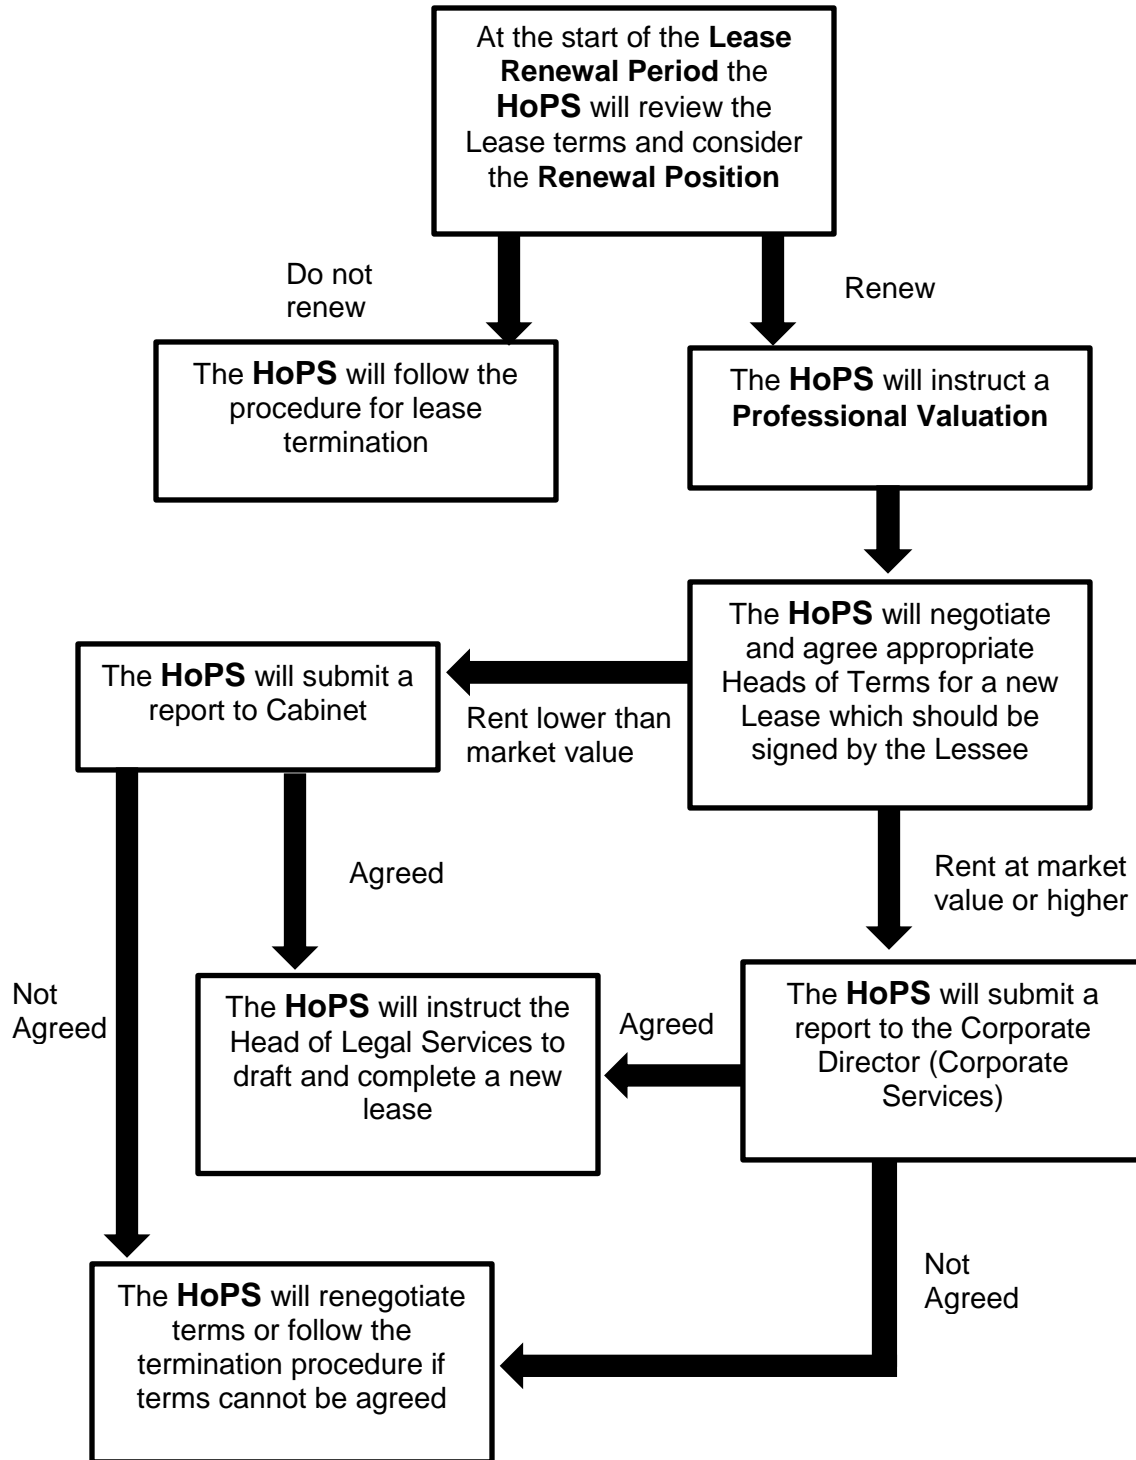 At the start of the Lease
Renewal Period the
HoPS will review the
Lease terms and consider
the Renewal Position
Do not
renew
Renew
The HoPS will follow the
procedure for lease
termination
The HoPS will instruct a
Professional Valuation
The HoPS will negotiate
and agree appropriate
Heads of Terms for a new
Lease which should be
signed by the Lessee
The HoPS will submit a
report to Cabinet
Rent lower than
market value
Agreed
Rent at market
value or higher
Not
Agreed
The HoPS will instruct the
Head of Legal Services to
draft and complete a new
lease
Agreed
The HoPS will submit a
report to the Corporate
Director (Corporate
Services)
Not
Agreed
The HoPS will renegotiate
terms or follow the
termination procedure if
terms cannot be agreed